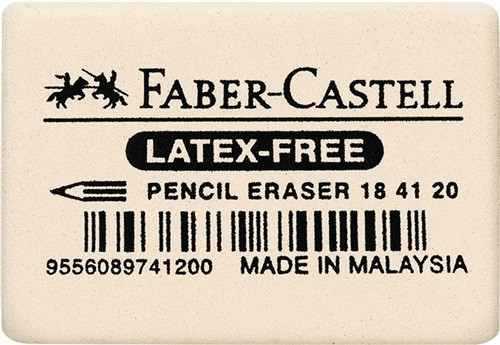 FABER-CASTELL
LATEX-FREE
PENCIL ERASER 18 41 20
9556089741200 MADE IN MALAYSIA